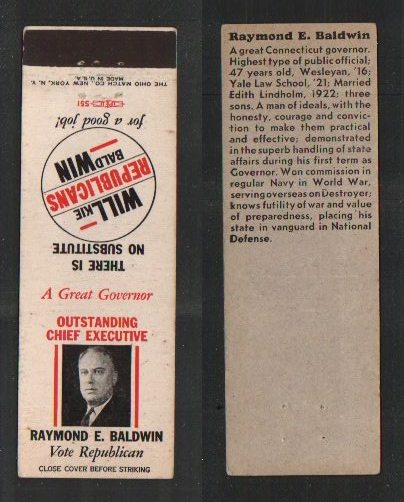 THE OHIO MATCH CO., NEW YORK, N. Y.
MADE IN U.S.A.
551
for a good job!
WILLKIE
BALDWIN
REPUBLICANS
THERE IS
NO SUBSTITUTE
A Great Governor
OUTSTANDING
CHIEF EXECUTIVE
RAYMOND E. BALDWIN
Vote Republican
CLOSE COVER BEFORE STRIKING
Raymond E. Baldwin
A great Connecticut governor.
Highest type of public official;
47 years old, Wesleyan, '16;
Yale Law School, '21; Married
Edith Lindholm, 1922; three
sons. A man of ideals, with the
honesty, courage and convic-
tion to make them practical
and effective; demonstrated
in the superb handling of state
affairs during his first term as
Governor. Won commission in
regular Navy in World War,
serving overseas on Destroyer;
knows futility of war and value
of preparedness, placing his
state in vanguard in National
Defense.